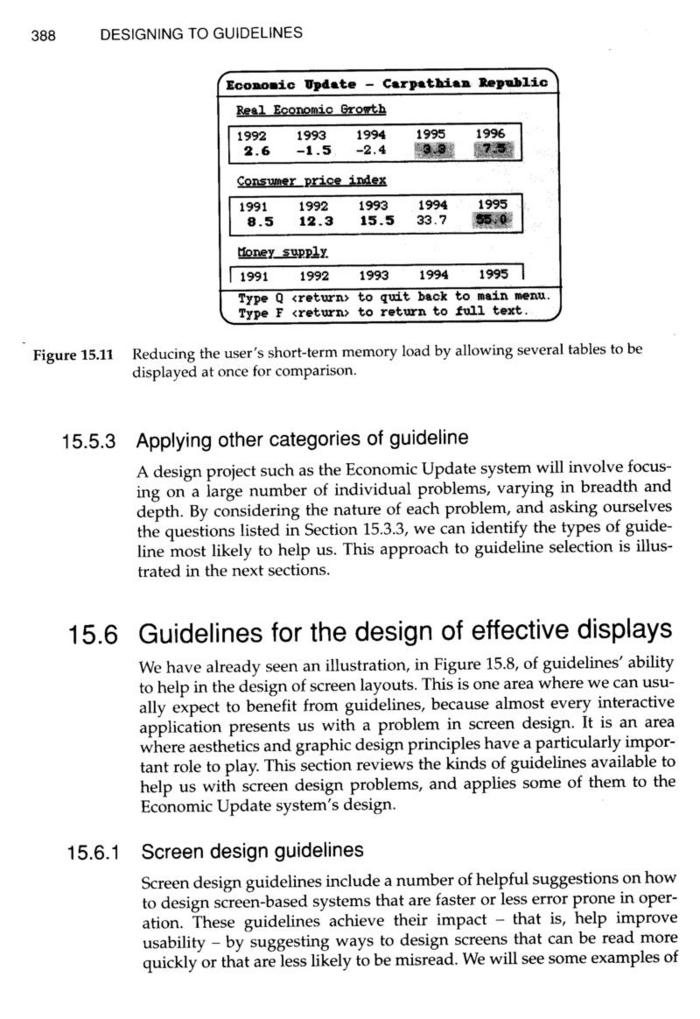 388 DESIGNING TO GUIDELINES
Economic Update – Carpathian Republic
Real Economic Growth
1992 1993 1994 1995 1996
2.6 -1.5 -2.4 3.3 7.5
Consumer price index
1991 1992 1993 1994 1995
8.5 12.3 15.5 33.7 55.0
Money supply
1991 1992 1993 1994 1995
Type Q <return> to quit back to main menu.
Type F <return> to return to full text.
Figure 15.11 Reducing the user's short-term memory load by allowing several tables to be
displayed at once for comparison.
15.5.3 Applying other categories of guideline
A design project such as the Economic Update system will involve focus-
ing on a large number of individual problems, varying in breadth and
depth. By considering the nature of each problem, and asking ourselves
the questions listed in Section 15.3.3, we can identify the types of guide-
line most likely to help us. This approach to guideline selection is illus-
trated in the next sections.
15.6 Guidelines for the design of effective displays
We have already seen an illustration, in Figure 15.8, of guidelines' ability
to help in the design of screen layouts. This is one area where we can usu-
ally expect to benefit from guidelines, because almost every interactive
application presents us with a problem in screen design. It is an area
where aesthetics and graphic design principles have a particularly impor-
tant role to play. This section reviews the kinds of guidelines available to
help us with screen design problems, and applies some of them to the
Economic Update system's design.
15.6.1 Screen design guidelines
Screen design guidelines include a number of helpful suggestions on how
to design screen-based systems that are faster or less error prone in oper-
ation. These guidelines achieve their impact – that is, help improve
usability – by suggesting ways to design screens that can be read more
quickly or that are less likely to be misread. We will see some examples of